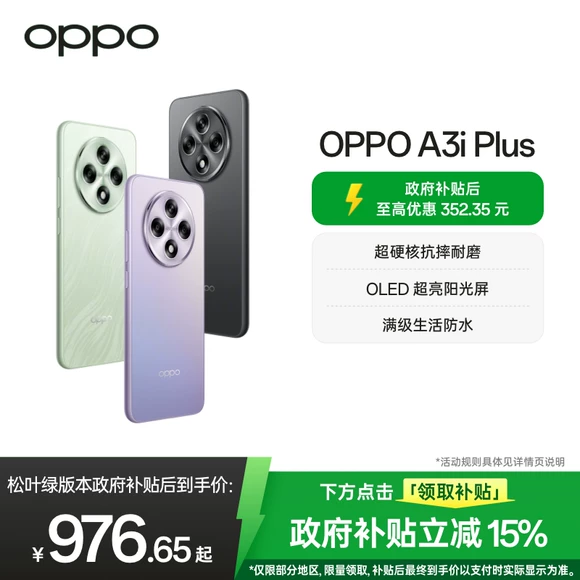 oppo
OPPO A3i Plus
政府补贴后
至高优惠 352.35 元
超硬核抗摔耐磨
OLED 超亮阳光屏
满级生活防水
oppo
*活动规则具体见详情页说明
松叶绿版本政府补贴后到手价:
¥976.65起
下方点击「领取补贴」
政府补贴立减 15%
*仅限部分地区,限量领取,补贴后最终到手价以支付时实际显示为准。